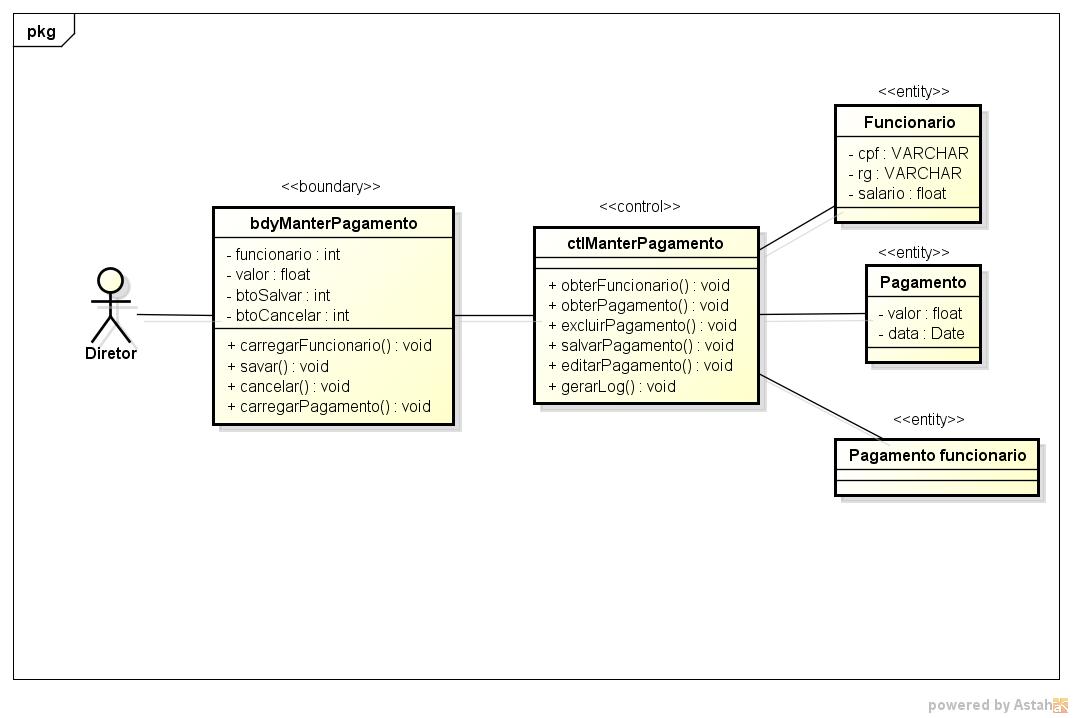 pkg
<<entity>>
Funcionario
- cpf : VARCHAR
- rg : VARCHAR
- salario : float
<<boundary>>
bdyManterPagamento
- funcionario : int
- valor : float
- btoSalvar : int
- btoCancelar : int
+ carregarFuncionario() : void
+ savar() : void
+ cancelar() : void
+ carregarPagamento() : void
<<control>>
ctlManterPagamento
+ obterFuncionario() : void
+ obterPagamento() : void
+ excluirPagamento() : void
+ salvarPagamento() : void
+ editarPagamento() : void
+ gerarLog() : void
<<entity>>
Pagamento
- valor : float
- data : Date
Diretor
<<entity>>
Pagamento funcionario
powered by Astah